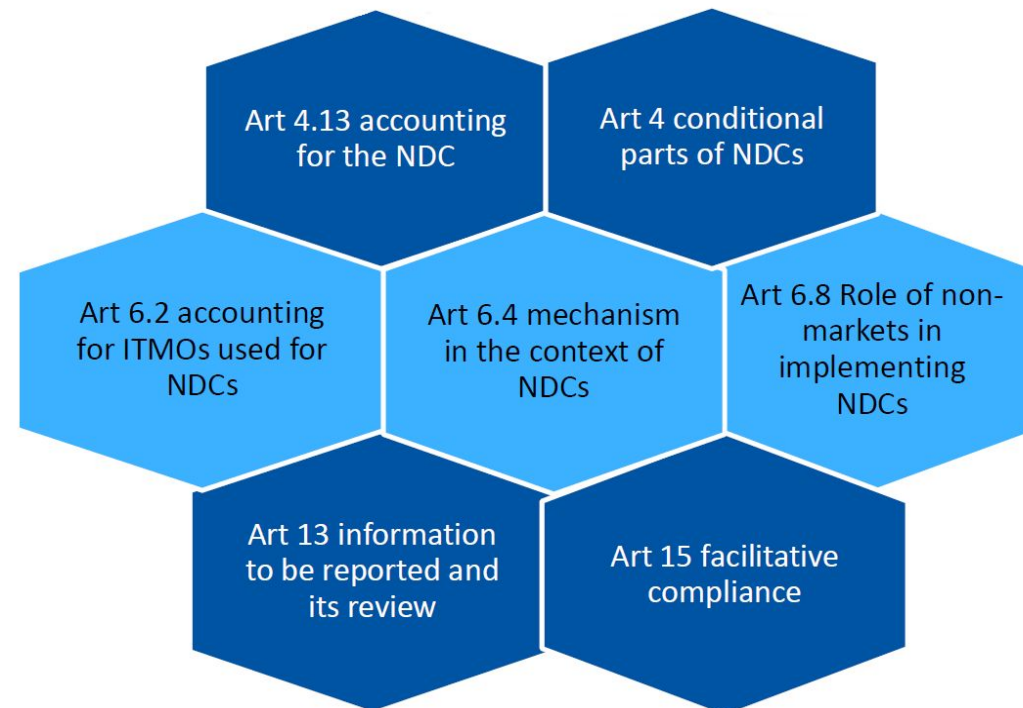 Art 4.13 accounting
for the NDC
Art 4 conditional
parts of NDCs
Art 6.2 accounting
for ITMOs used for
NDCs
Art 6.4 mechanism
in the context of
NDCs
Art 6.8 Role of non-
markets in
implementing
NDCs
Art 13 information
to be reported and
its review
Art 15 facilitative
compliance